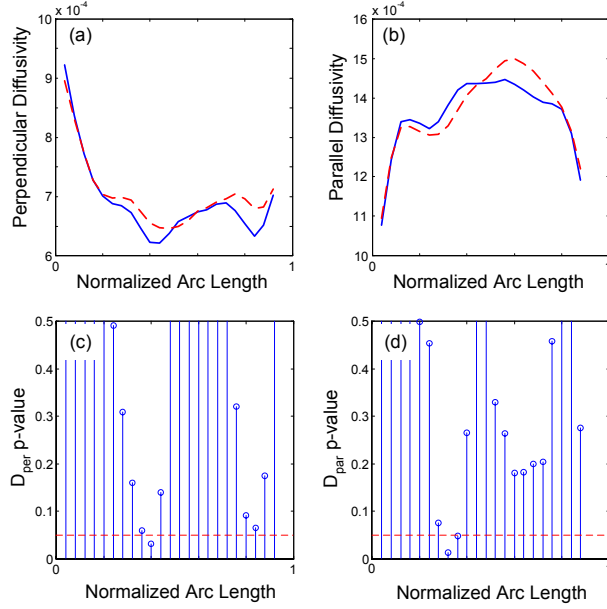 x 10⁻⁴
(a)
10
9
8
7
6
Perpendicular Diffusivity
0
1
Normalized Arc Length
x 10⁻⁴
(b)
16
15
14
13
12
11
10
Parallel Diffusivity
0
Normalized Arc Length
(c)
0.5
0.4
0.3
0.2
0.1
0
D_per p-value
0
1
Normalized Arc Length
(d)
0.5
0.4
0.3
0.2
0.1
0
D_par p-value
0
Normalized Arc Length